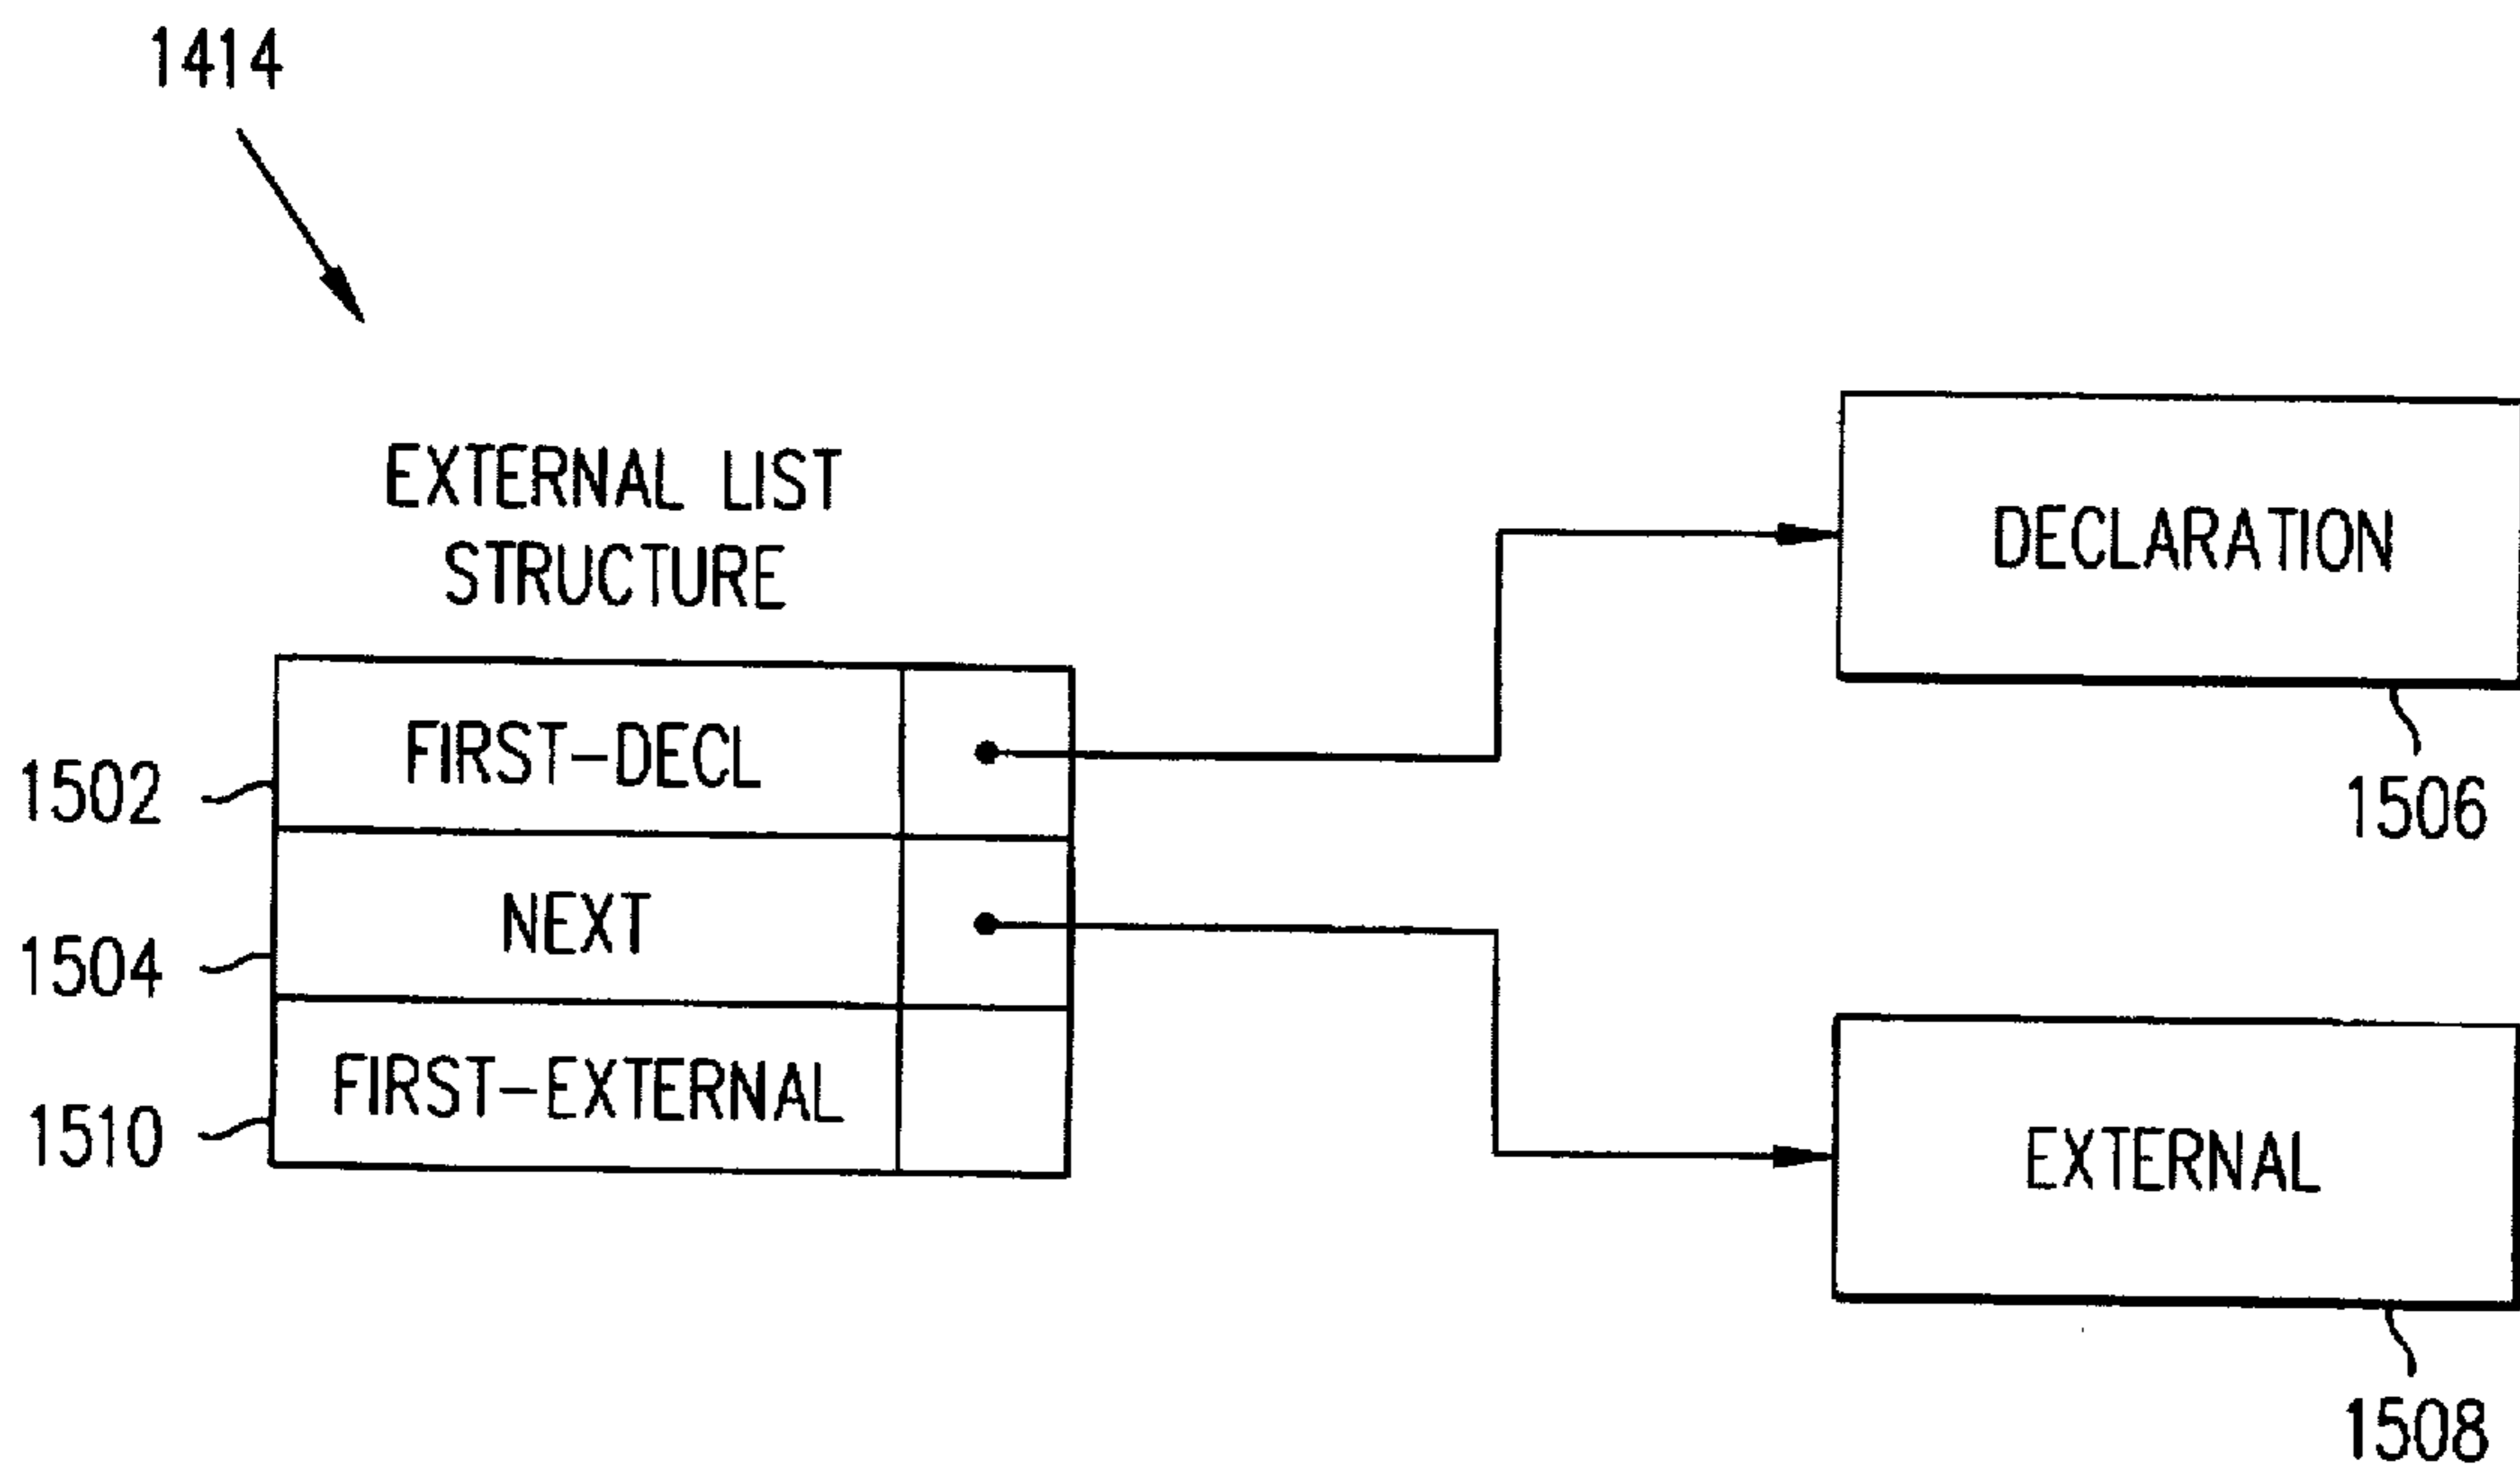 1414
EXTERNAL LIST
STRUCTURE
DECLARATION
1506
1502
FIRST-DECL
1504
NEXT
1510
FIRST-EXTERNAL
EXTERNAL
1508